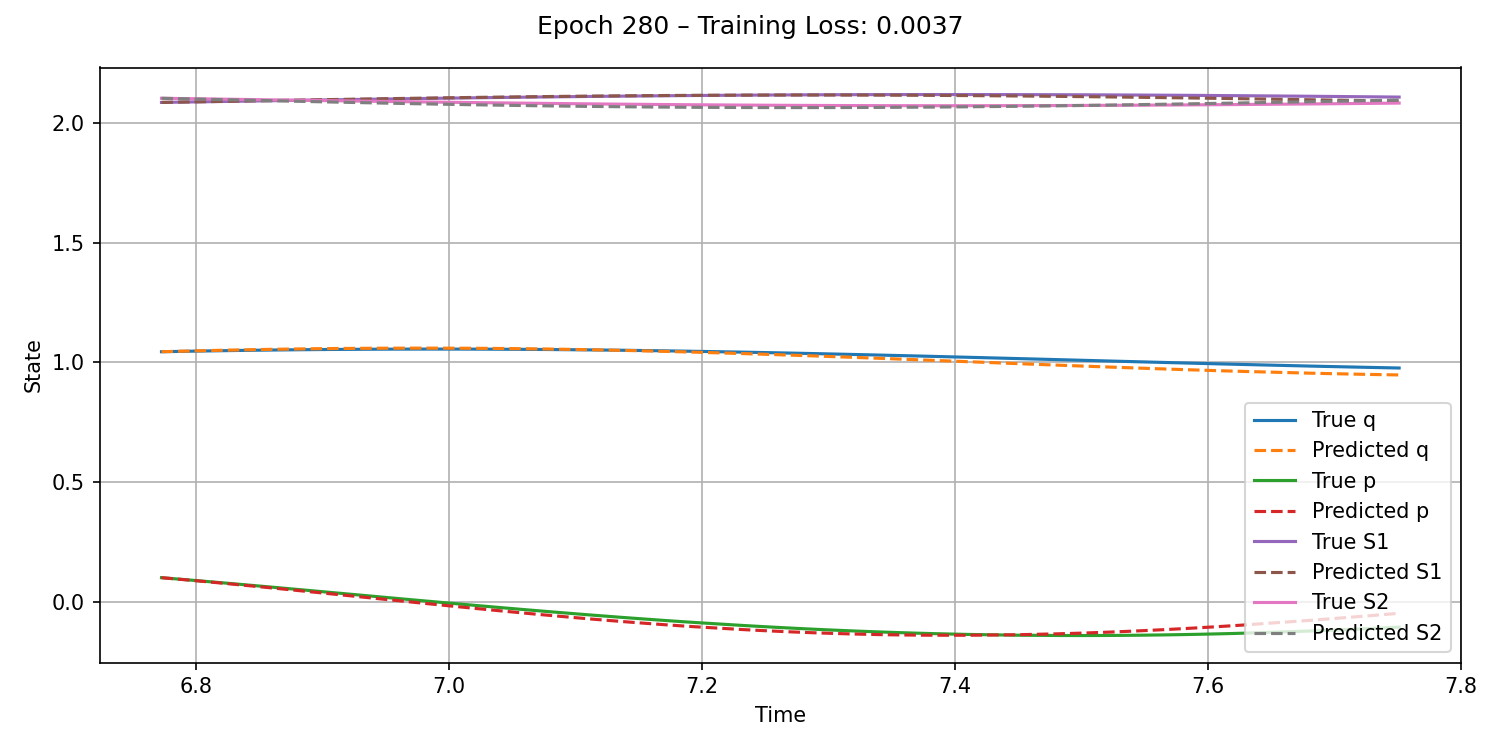 Epoch 280 – Training Loss: 0.0037
State
2.0
1.5
1.0
0.5
0.0
True q
Predicted q
True p
Predicted p
True S1
Predicted S1
True S2
Predicted S2
6.8
7.0
7.2
7.4
7.6
7.8
Time